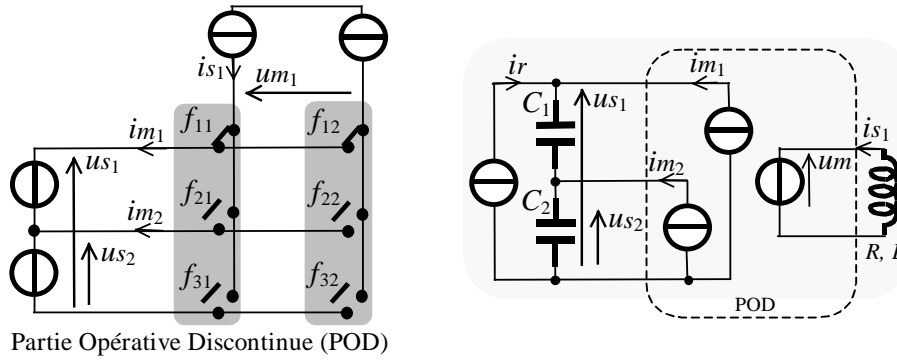 is1
um1
f11 f12
im1
us1
f21 f22
im2
us2
f31 f32
Partie Opérative Discontinue (POD)
ir im1
C1 us1
is1
im2 um
C2
us2
R,
POD